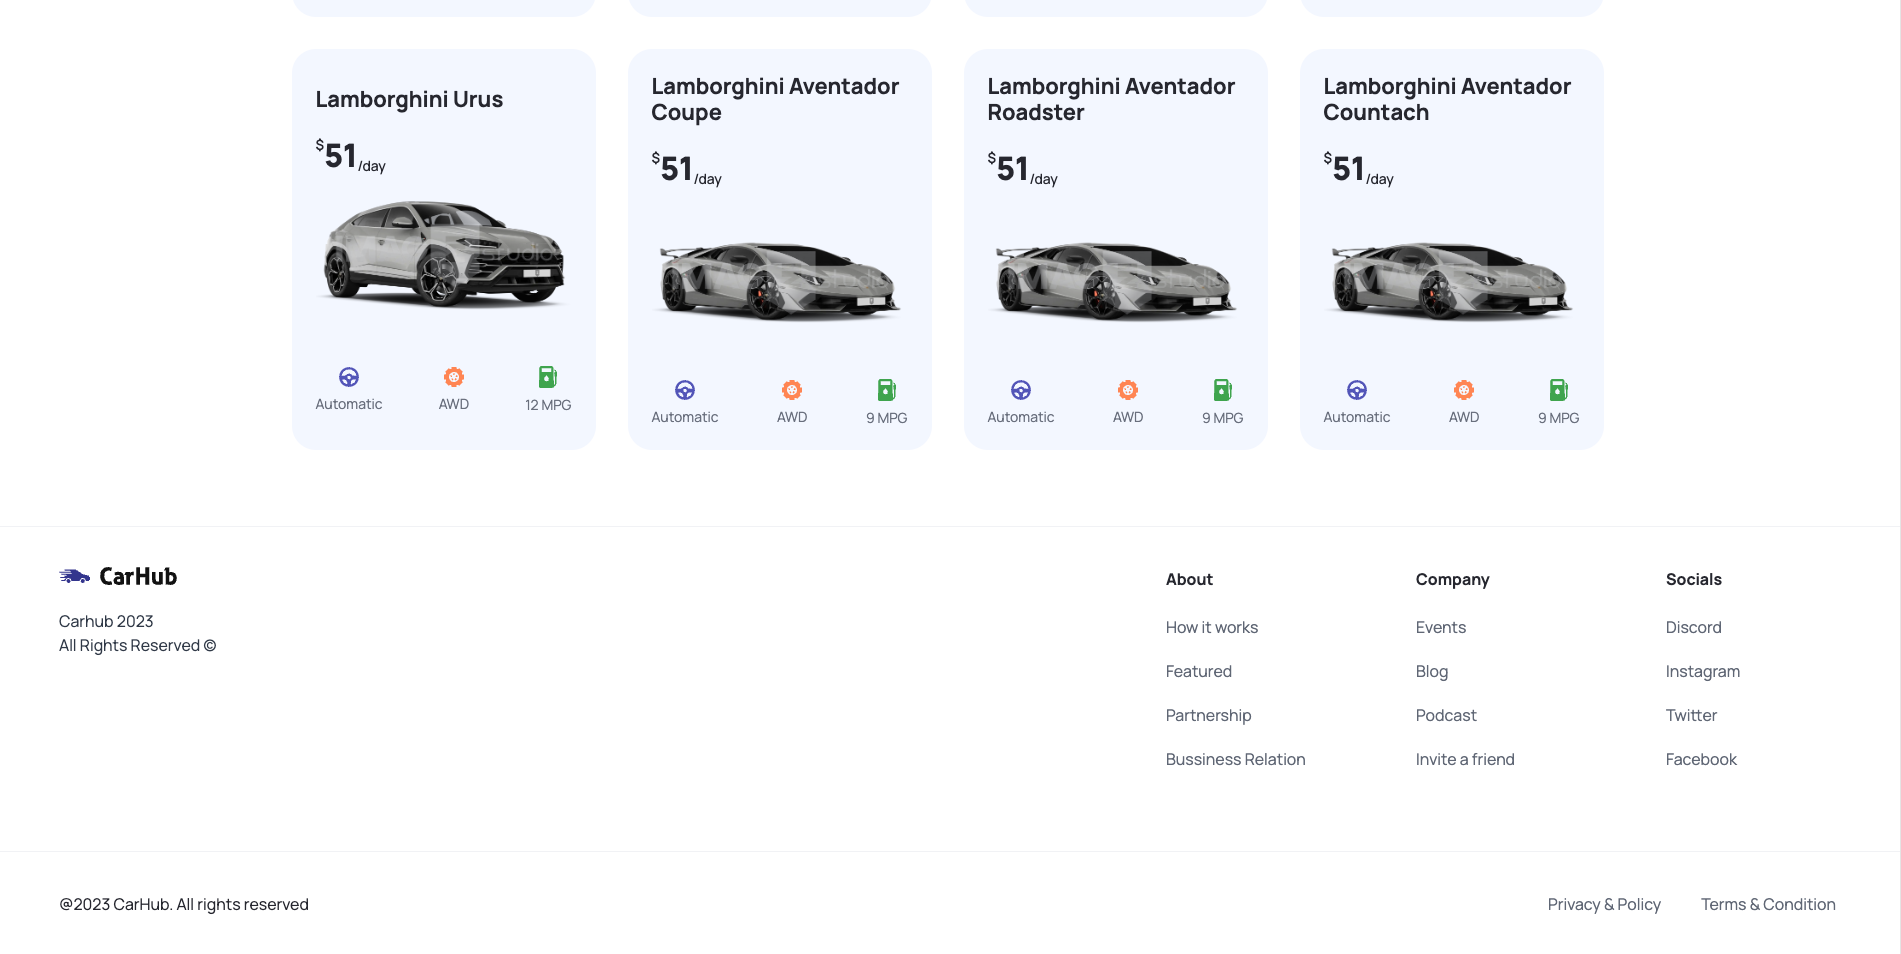 Lamborghini Urus
$51/day
Automatic AWD 12 MPG
Lamborghini Aventador
Coupe
$51/day
Automatic AWD 9 MPG
Lamborghini Aventador
Roadster
$51/day
Automatic AWD 9 MPG
Lamborghini Aventador
Countach
$51/day
Automatic AWD 9 MPG
CarHub
Carhub 2023
All Rights Reserved ©
About
How it works
Featured
Partnership
Bussiness Relation
Company
Events
Blog
Podcast
Invite a friend
Socials
Discord
Instagram
Twitter
Facebook
@2023 CarHub. All rights reserved
Privacy & Policy
Terms & Condition